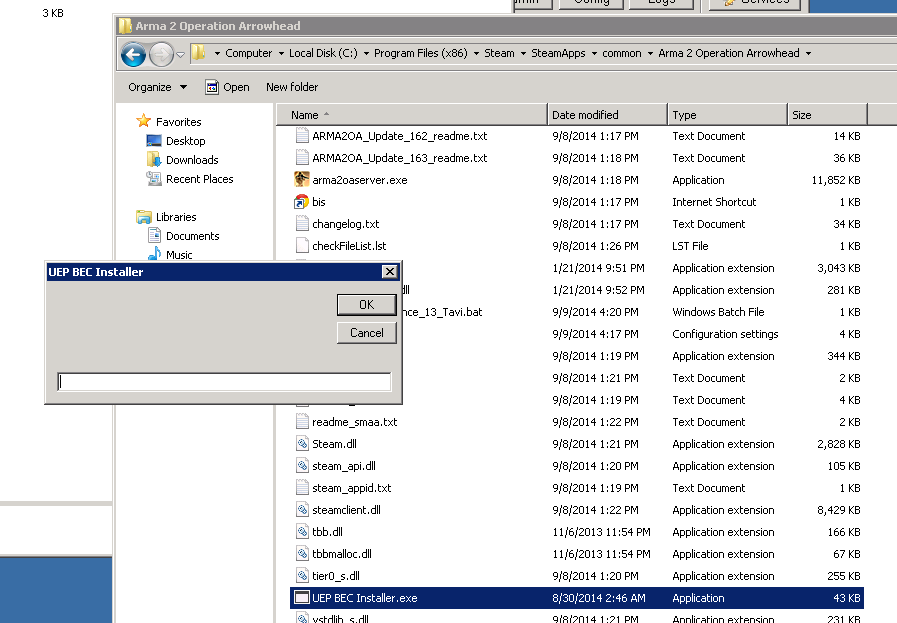 3 KB
Config Logs Services
Arma 2 Operation Arrowhead
Computer Local Disk (C:) Program Files (x86) Steam SteamApps common Arma 2 Operation Arrowhead
Organize Open New folder
Name Date modified Type Size
Favorites
Desktop
Downloads
Recent Places
Libraries
Documents
Music
ARMA2OA_Update_162_readme.txt 9/8/2014 1:17 PM Text Document 14 KB
ARMA2OA_Update_163_readme.txt 9/8/2014 1:18 PM Text Document 36 KB
arma2oaserver.exe 9/8/2014 1:18 PM Application 11,852 KB
bis 9/8/2014 1:17 PM Internet Shortcut 1 KB
changelog.txt 9/8/2014 1:17 PM Text Document 34 KB
checkFileList.lst 9/8/2014 1:26 PM LST File 1 KB
1/21/2014 9:51 PM Application extension 3,043 KB
dll 1/21/2014 9:52 PM Application extension 281 KB
nce_13_Tavi.bat 9/9/2014 4:20 PM Windows Batch File 1 KB
9/9/2014 4:17 PM Configuration settings 4 KB
9/8/2014 1:19 PM Application extension 344 KB
9/8/2014 1:21 PM Text Document 2 KB
9/8/2014 1:19 PM Text Document 4 KB
readme_smaa.txt 9/8/2014 1:22 PM Text Document 2 KB
Steam.dll 9/8/2014 1:21 PM Application extension 2,828 KB
steam_api.dll 9/8/2014 1:20 PM Application extension 105 KB
steam_appid.txt 9/8/2014 1:19 PM Text Document 1 KB
steamclient.dll 9/8/2014 1:22 PM Application extension 8,429 KB
tbb.dll 11/6/2013 11:54 PM Application extension 166 KB
tbbmalloc.dll 11/6/2013 11:54 PM Application extension 67 KB
tier0_s.dll 9/8/2014 1:20 PM Application extension 255 KB
UEP BEC Installer.exe 8/30/2014 2:46 AM Application 43 KB
vstdlib_s.dll 9/8/2014 1:21 PM Application extension 231 KB
UEP BEC Installer
OK
Cancel